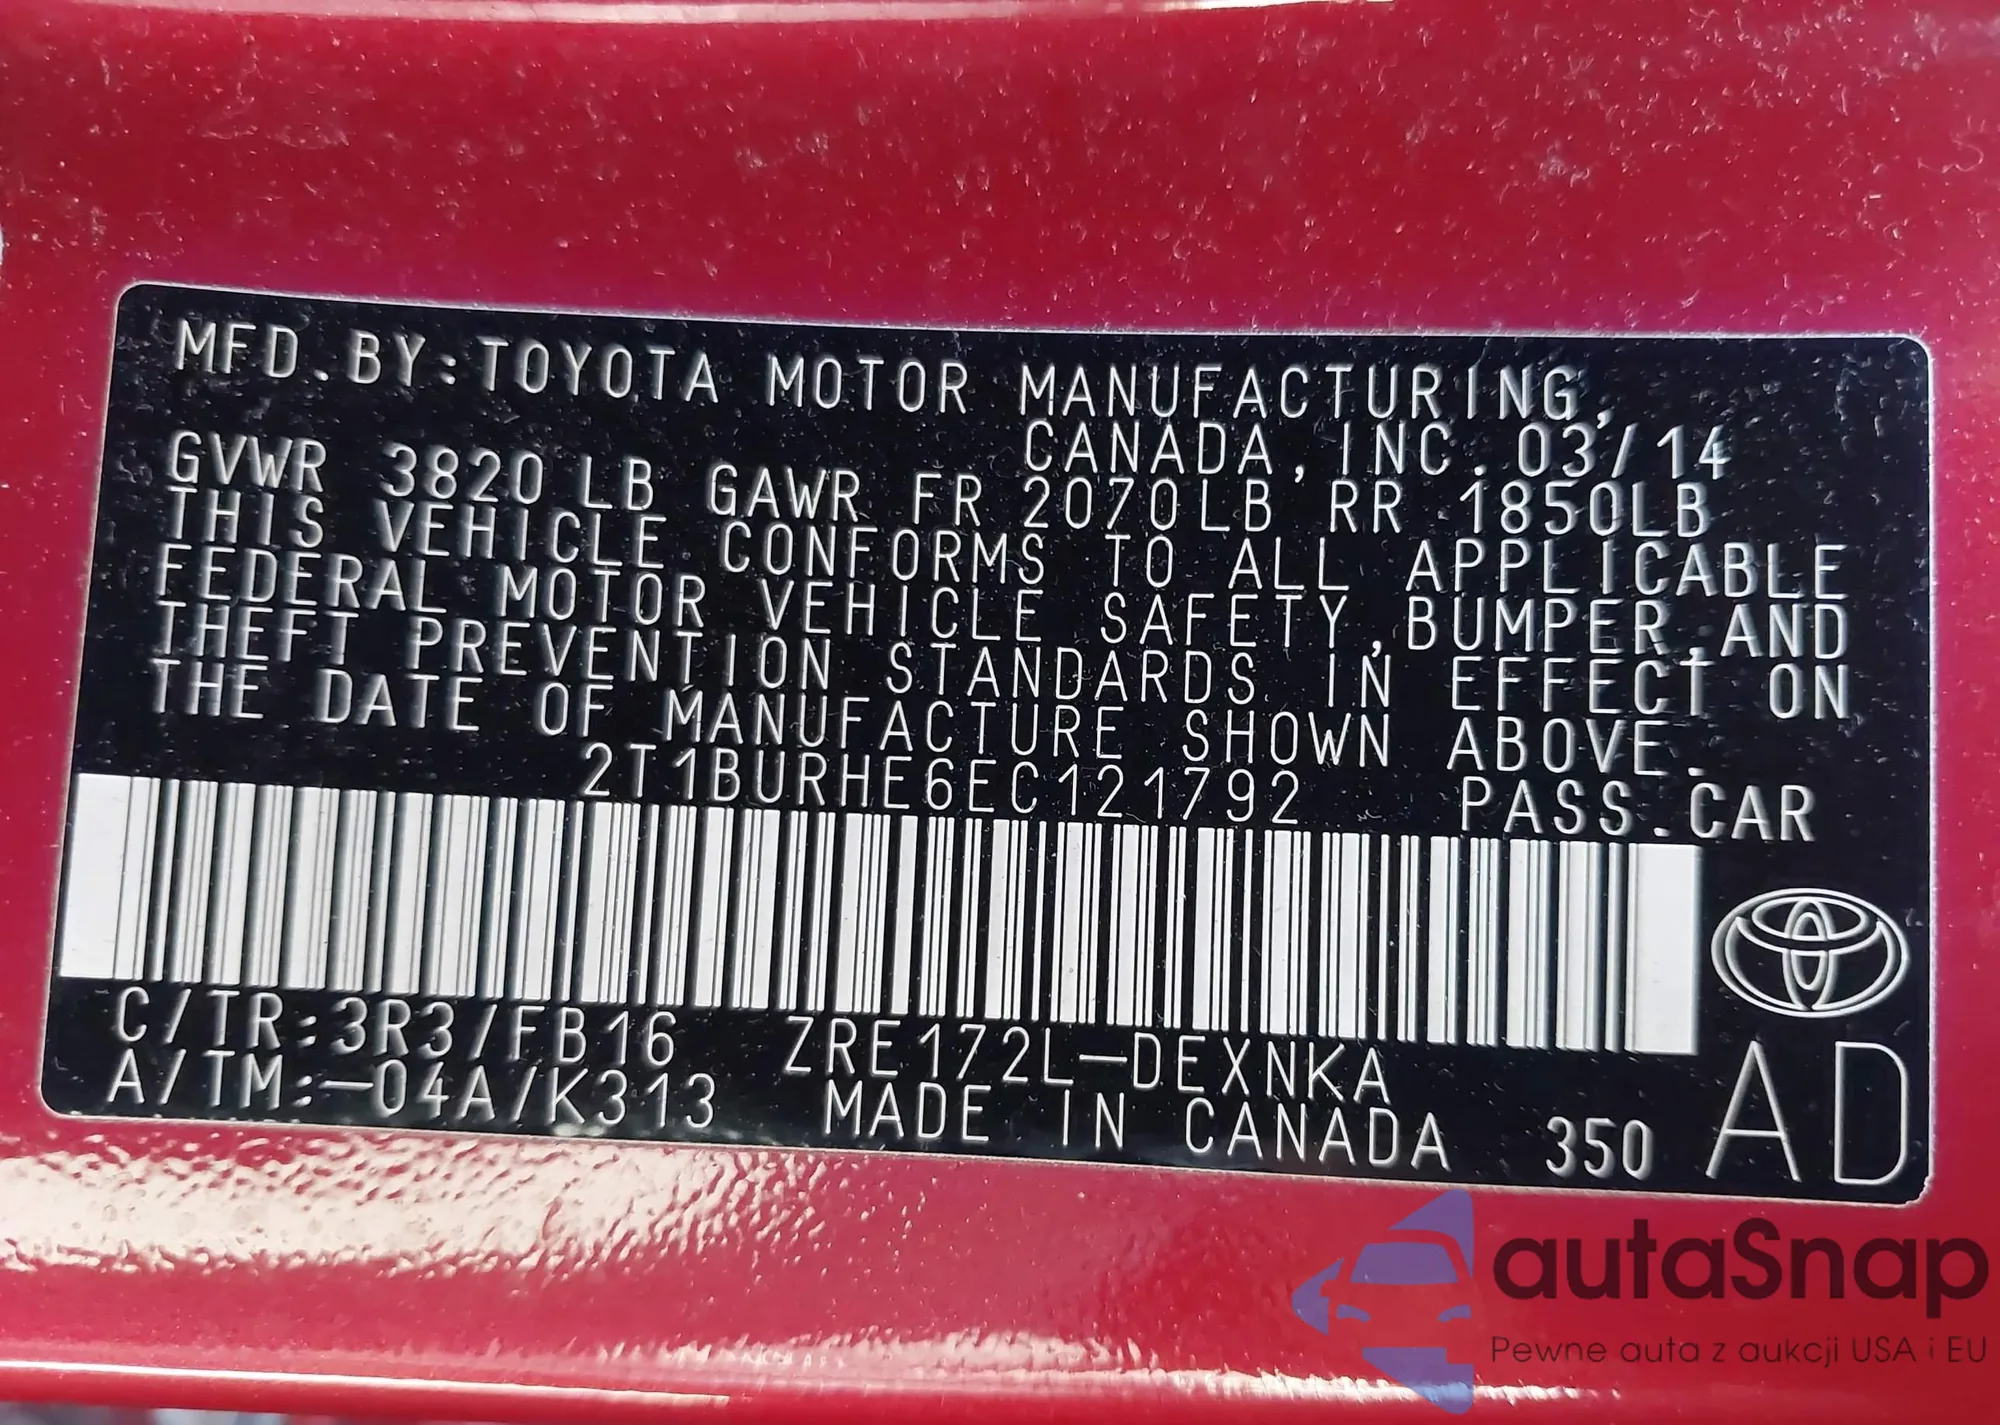 MFD.BY:TOYOTA MOTOR MANUFACTURING,
CANADA, INC. 03/14
GVWR 3820LB GAWR FR 2070LB RR 1850LB
THIS VEHICLE CONFORMS TO ALL APPLICABLE
FEDERAL MOTOR VEHICLE SAFETY, BUMPER, AND
THEFT PREVENTION STANDARDS IN EFFECT ON
THE DATE OF MANUFACTURE SHOWN ABOVE.
2T1BURHE6EC121792 PASS.CAR
C/TR:3R3/FB16 ZRE172L-DEXNKA
A/TM:-04A/K313 MADE IN CANADA 350 AD
autaSnap
Pewne auta z aukcji USA i EU